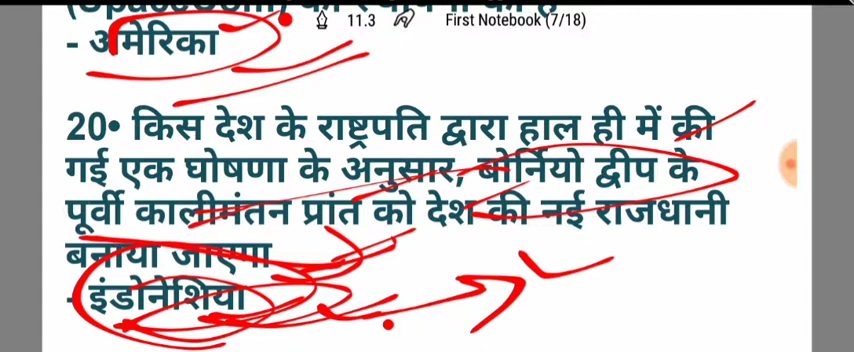 11.3 First Notebook (7/18)
- अमेरिका
20• किस देश के राष्ट्रपति द्वारा हाल ही में की
गई एक घोषणा के अनुसार, बोर्नियो द्वीप के
पूर्वी कालीमंतन प्रांत को देश की नई राजधानी
बनाया जाएगा
- इंडोनेशिया